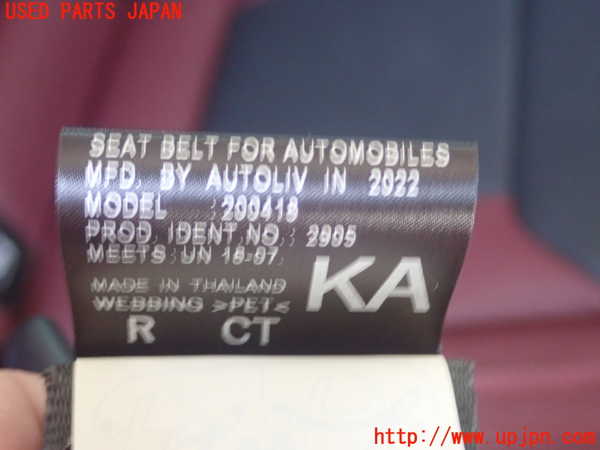 USED PARTS JAPAN
SEAT BELT FOR AUTOMOBILES
MFD. BY AUTOLIV IN 2022
MODEL : 200418
PROD. IDENT. NO. : 2905
MEETS : UN 16-07
MADE IN THAILAND
WEBBING >PET<
KA
R CT
http://www.upjpn.com/